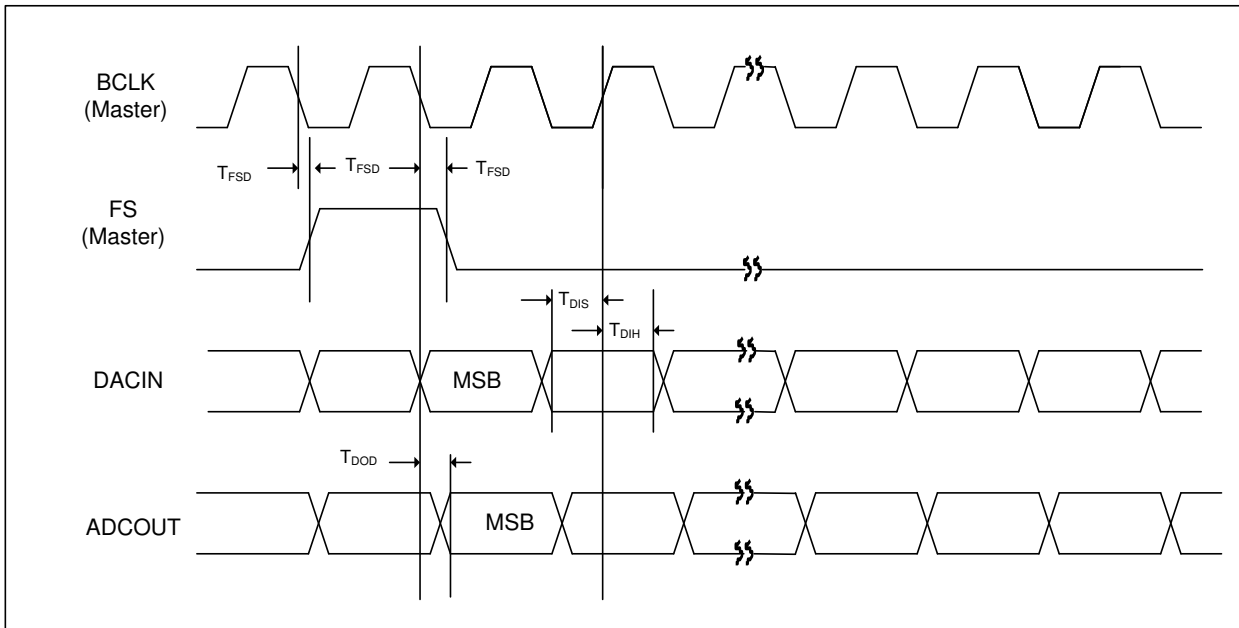 BCLK
(Master)
T_FSD T_FSD T_FSD
FS
(Master)
T_DIS
T_DIH
DACIN MSB
T_DOD
ADCOUT MSB